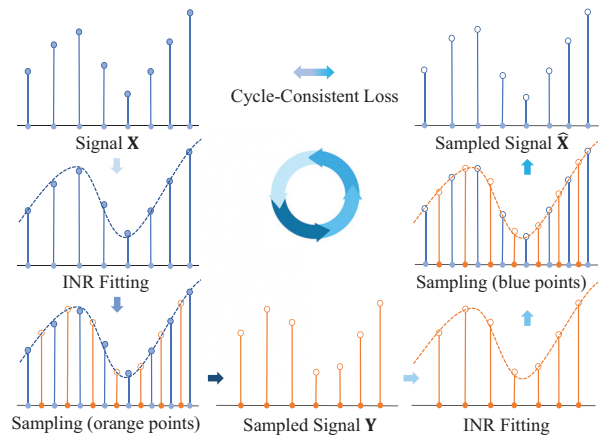 Signal X
Cycle-Consistent Loss
Sampled Signal X̂
INR Fitting
Sampling (blue points)
Sampling (orange points)
Sampled Signal Y
INR Fitting